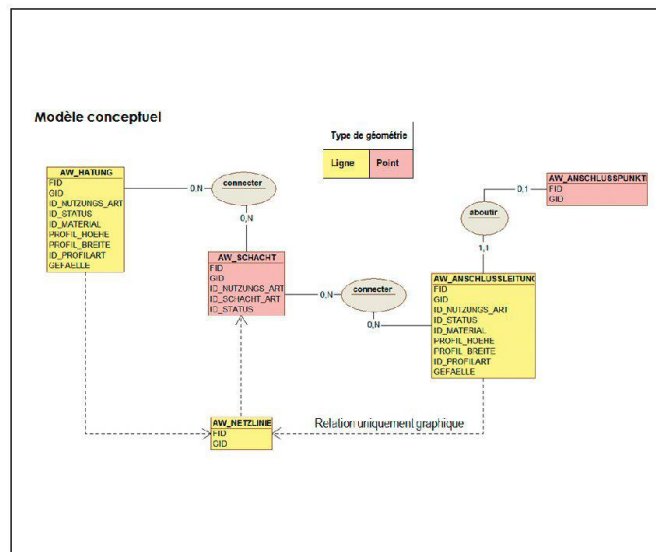 Modèle conceptuel
Type de géométrie
Ligne Point
AW_HATUNG
FID
GID
ID_NUTZUNGS_ART
ID_STATUS
ID_MATERIAL
PROFIL_HOEHE
PROFIL_BREITE
ID_PROFILART
GEFAELLE
0,N
connecter
0,N
AW_SCHACHT
FID
GID
ID_NUTZUNGS_ART
ID_SCHACHT_ART
ID_STATUS
0,N
connecter
0,N
AW_ANSCHLUSSPUNKT
FID
GID
0,1
aboutir
1,1
AW_ANSCHLUSSLEITUNG
FID
GID
ID_NUTZUNGS_ART
ID_STATUS
ID_MATERIAL
PROFIL_HOEHE
PROFIL_BREITE
ID_PROFILART
GEFAELLE
AW_NETZLINIE
FID
GID
Relation uniquement graphique